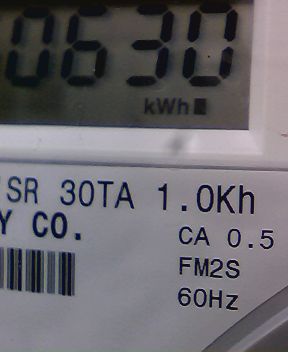 0630
kWh
SR 30TA 1.0Kh
Y CO.
CA 0.5
FM2S
60Hz